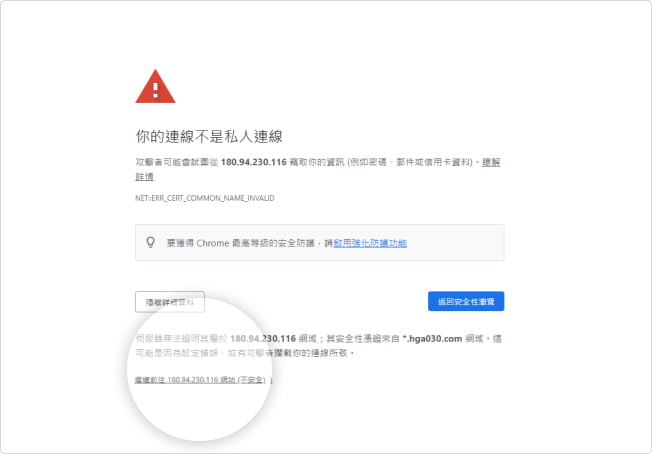 你的連線不是私人連線
攻擊者可能會試圖從 180.94.230.116 竊取你的資訊 (例如密碼、郵件或信用卡資料)。瞭解
詳情
NET::ERR_CERT_COMMON_NAME_INVALID
要獲得 Chrome 最高等級的安全防護，請啟用強化防護功能
隱藏詳細資料
返回安全性瀏覽
伺服器無法證明其屬於 180.94.230.116 網域；其安全性憑證來自 *.hga030.com 網域。這
可能是因為設定錯誤，或有攻擊者攔截你的連線所致。
繼續前往 180.94.230.116 網站 (不安全)